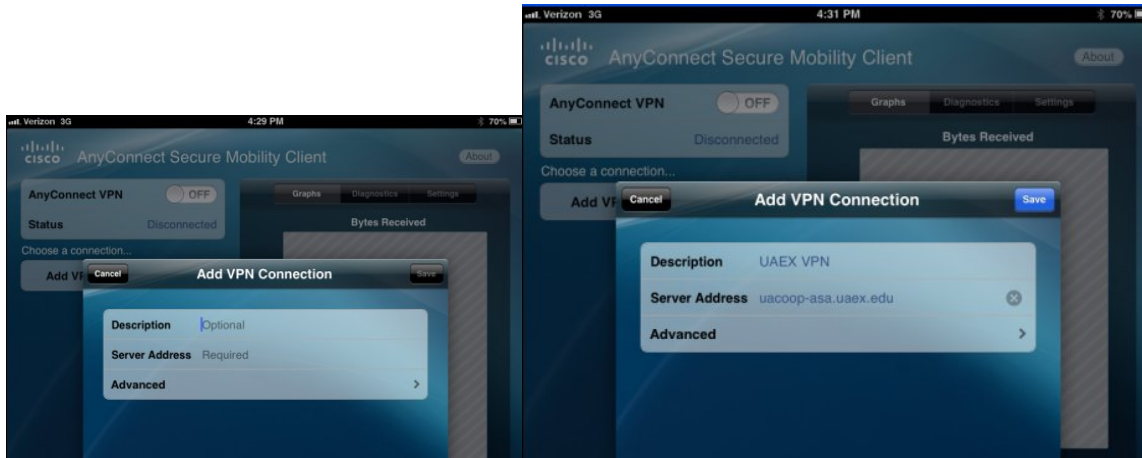 Verizon 3G 4:29 PM 70%
CISCO AnyConnect Secure Mobility Client About
AnyConnect VPN OFF Graphs Diagnostics Settings
Status Disconnected Bytes Received
Choose a connection...
Add
Cancel Add VPN Connection Save
Description Optional
Server Address Required
Advanced
Verizon 3G 4:31 PM 70%
CISCO AnyConnect Secure Mobility Client About
AnyConnect VPN OFF Graphs Diagnostics Settings
Status Disconnected Bytes Received
Choose a connection...
Add
Cancel Add VPN Connection Save
Description UAEX VPN
Server Address uacoop-asa.uaex.edu
Advanced